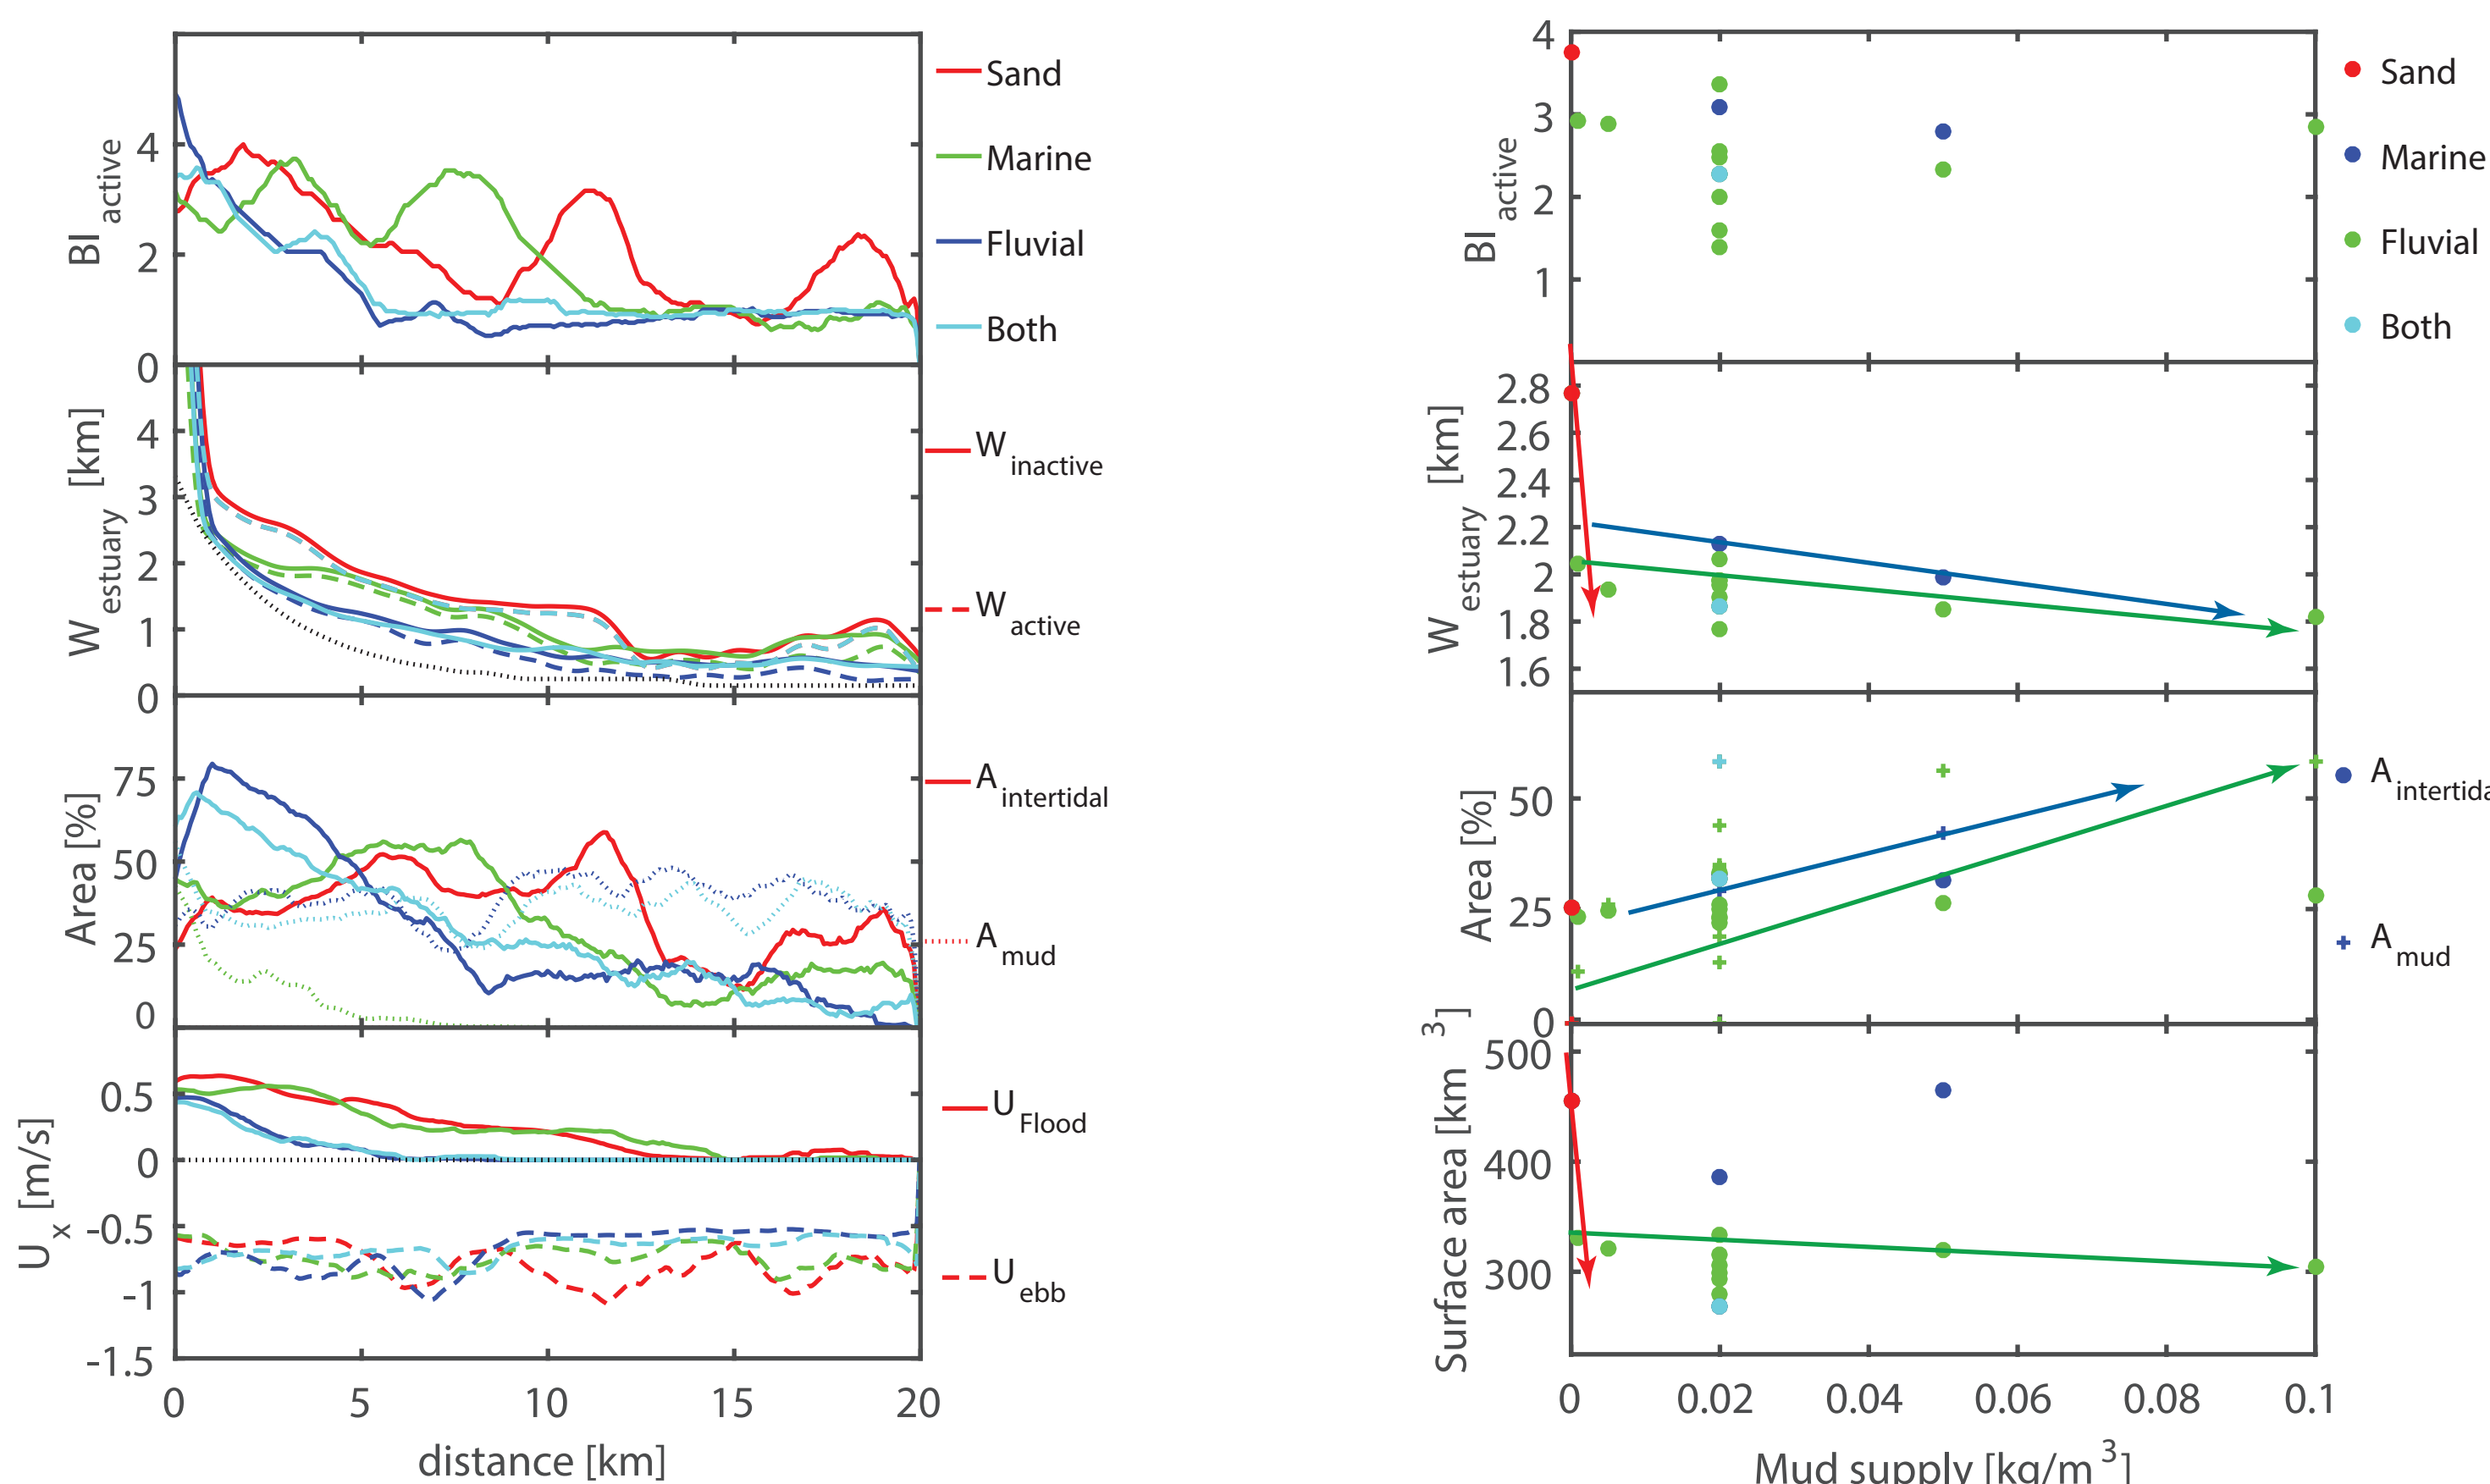 BI active
4
2
0
Sand
Marine
Fluvial
Both
W estuary [km]
4
3
2
1
0
W inactive
W active
Area [%]
75
50
25
0
A intertidal
A mud
U x [m/s]
0.5
0
-0.5
-1
-1.5
U Flood
U ebb
0 5 10 15 20
distance [km]
BI active
4
3
2
1
Sand
Marine
Fluvial
Both
W estuary [km]
2.8
2.6
2.4
2.2
2
1.8
1.6
Area [%]
50
25
0
A intertida
A mud
Surface area [km 3]
500
400
300
0 0.02 0.04 0.06 0.08 0.1
Mud supply [kg/m 3]